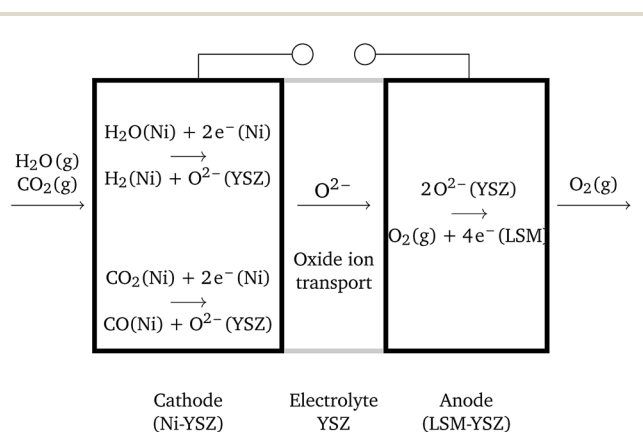 H₂O(g)
CO₂(g)
H₂O(Ni) + 2e⁻(Ni)
⟶
H₂(Ni) + O²⁻(YSZ)
CO₂(Ni) + 2e⁻(Ni)
⟶
CO(Ni) + O²⁻(YSZ)
O²⁻
Oxide ion
transport
2O²⁻(YSZ)
⟶
O₂(g) + 4e⁻(LSM)
O₂(g)
Cathode
(Ni-YSZ)
Electrolyte
YSZ
Anode
(LSM-YSZ)